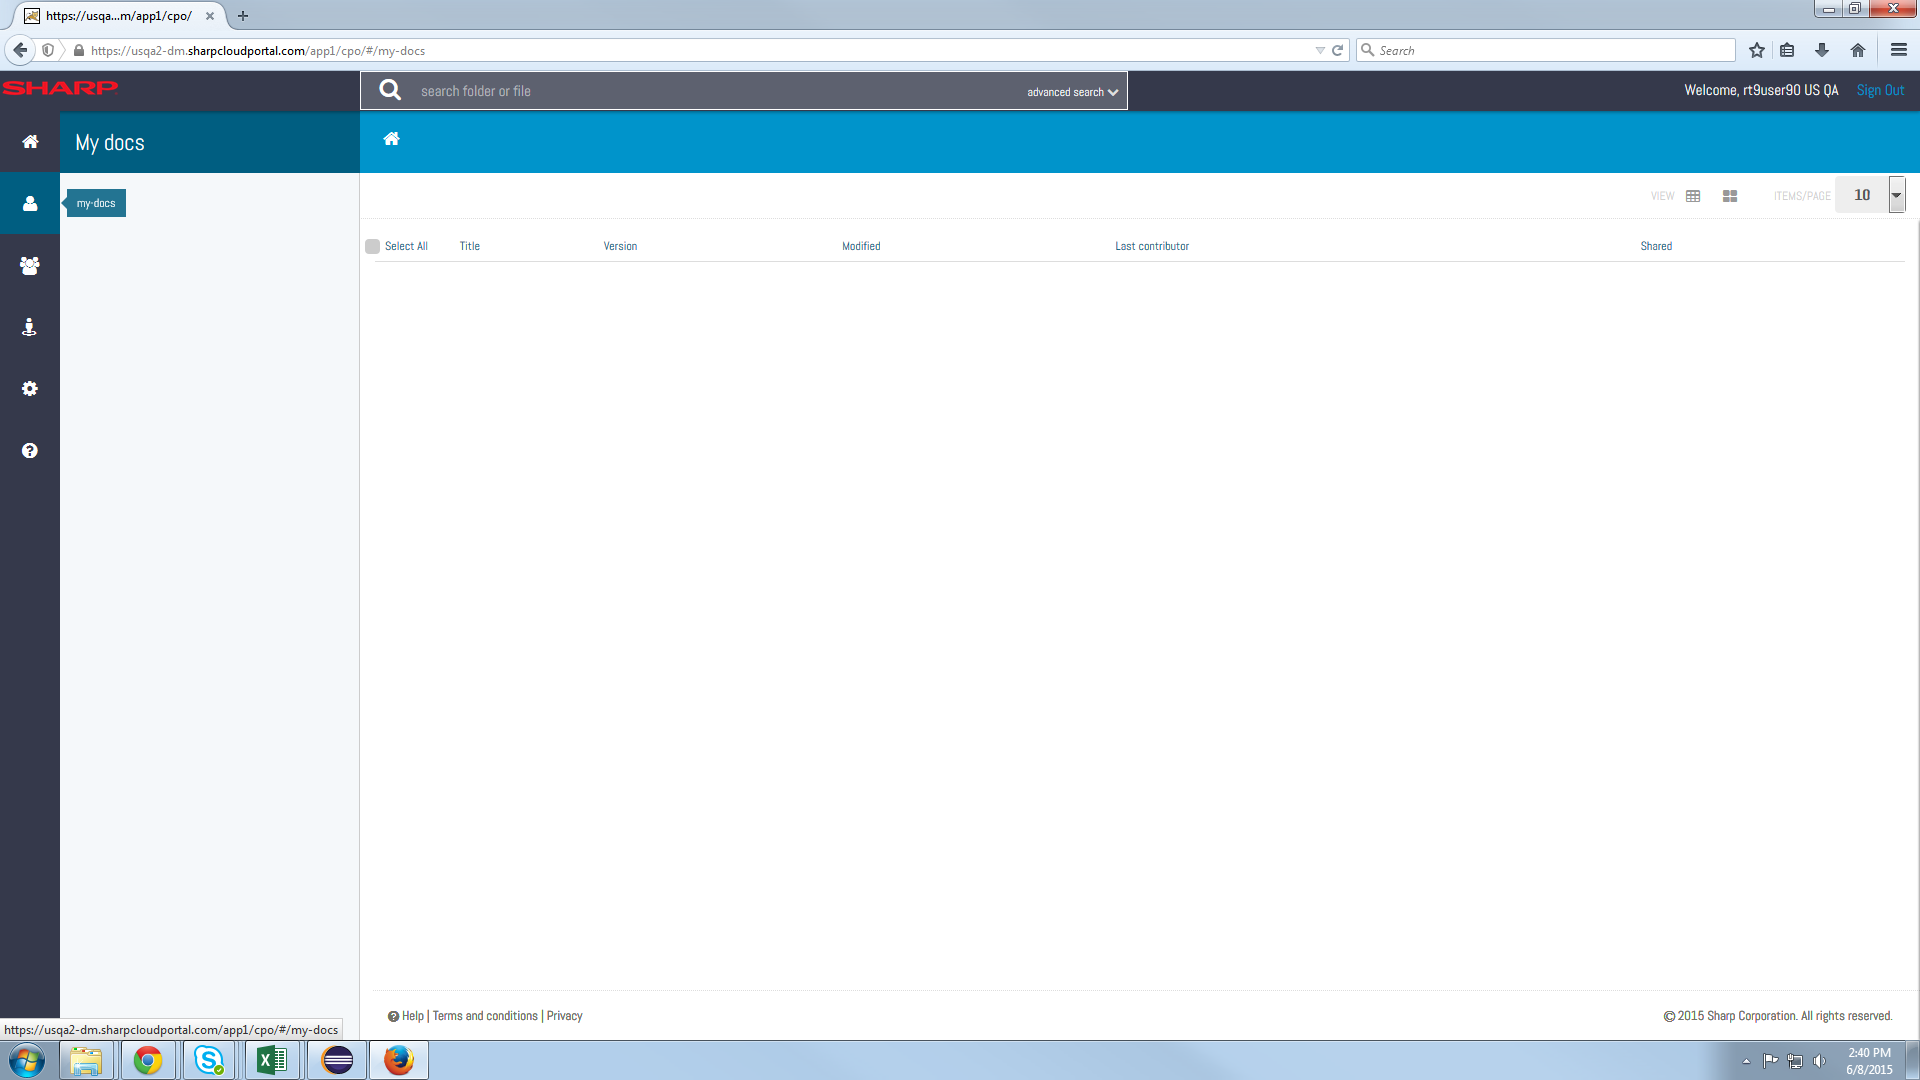 https://usqa...m/app1/cpo/
https://usqa2-dm.sharpcloudportal.com/app1/cpo/#/my-docs
Search
SHARP
search folder or file
advanced search
Welcome, rt9user90 US QA
Sign Out
My docs
my-docs
VIEW
ITEMS/PAGE
10
Select All
Title
Version
Modified
Last contributor
Shared
Help | Terms and conditions | Privacy
© 2015 Sharp Corporation. All rights reserved.
https://usqa2-dm.sharpcloudportal.com/app1/cpo/#/my-docs
2:40 PM
6/8/2015